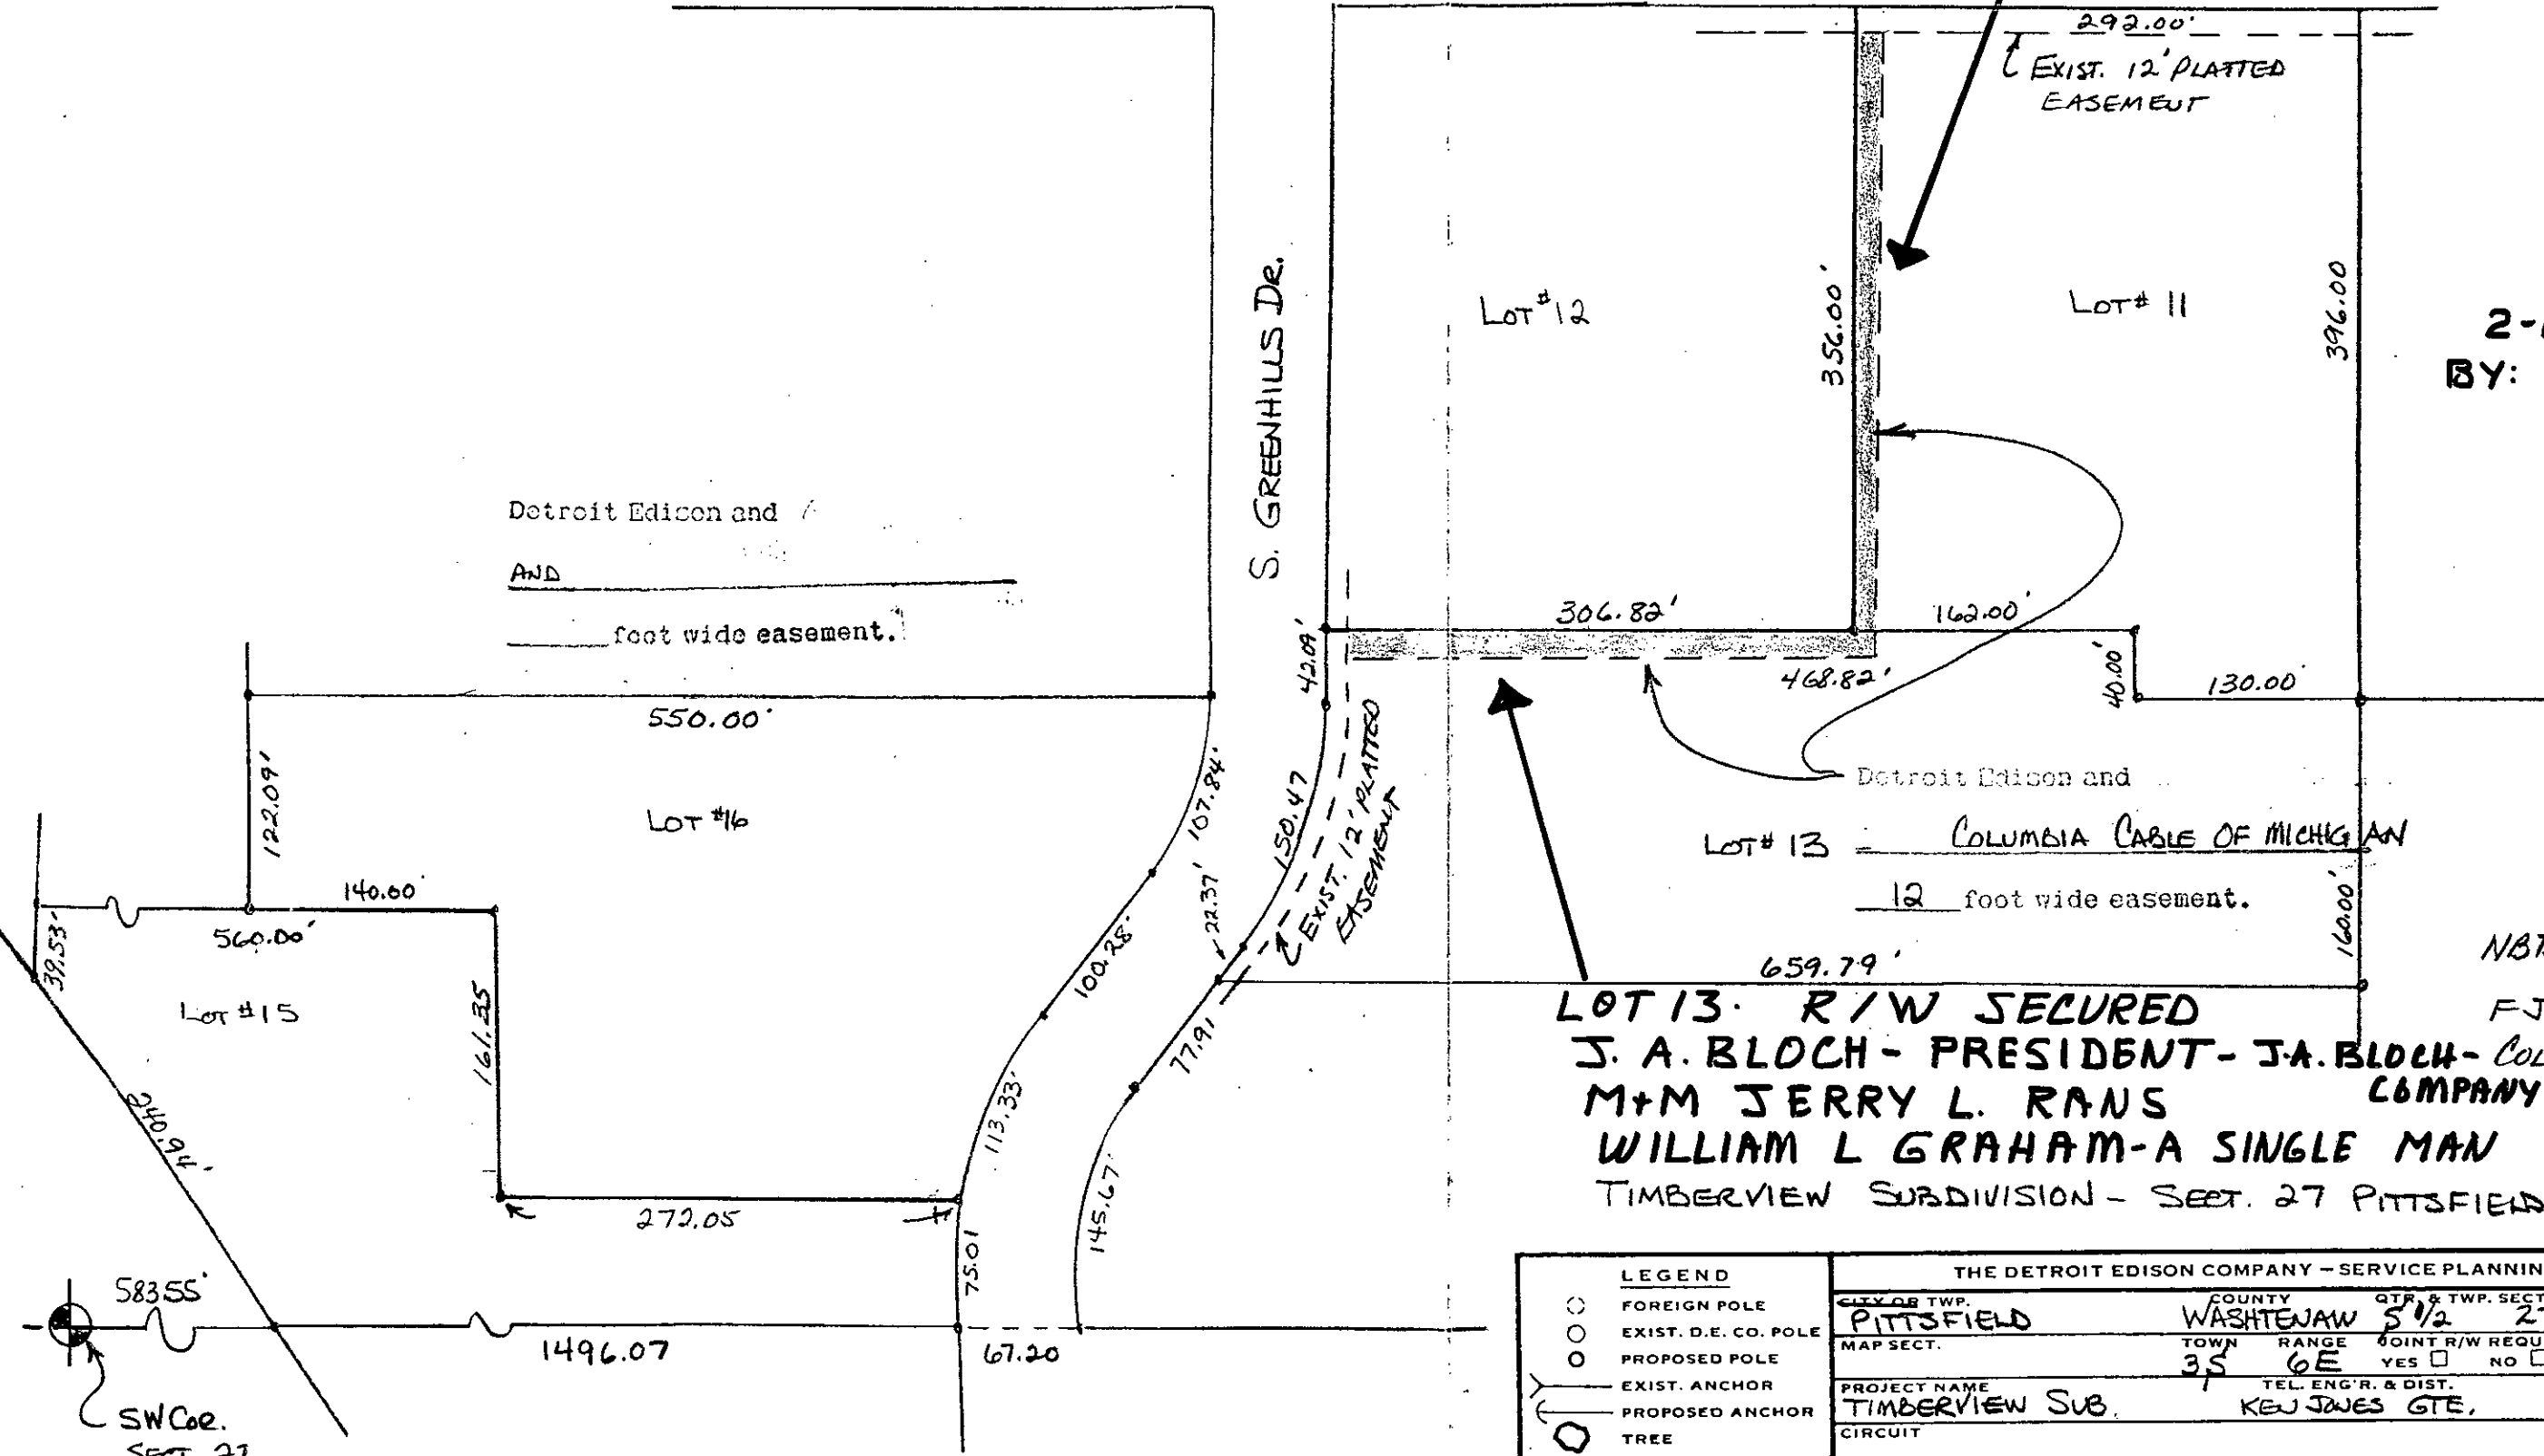 292.00'
EXIST. 12' PLATTED
EASEMENT
S. GREENHILLS DR.
LOT #12
356.00'
LOT # 11
396.00
BY:
Detroit Edison and
AND
foot wide easement.
306.82'
162.00'
42.09'
468.82'
40.00'
130.00'
550.00'
122.09'
LOT #16
107.84'
150.47
EXIST. 12' PLATTED
EASEMENT
Detroit Edison and
LOT # 13
COLUMBIA CABLE OF MICHIGAN
12 foot wide easement.
140.00'
560.00'
39.53'
22.37'
100.28'
659.79'
160.00'
LOT #15
161.35
77.91
LOT 13. R/W SECURED
J. A. BLOCH - PRESIDENT - J.A. BLOCH -
COMPANY
M+M JERRY L. RANS
WILLIAM L GRAHAM - A SINGLE MAN
TIMBERVIEW SUBDIVISION - SECT. 27 PITTSFIELD
240.94'
113.33'
145.67'
272.05
75.01
583.55'
1496.07
67.20
SW COR.
SECT. 27
LEGEND
FOREIGN POLE
EXIST. D.E. CO. POLE
PROPOSED POLE
EXIST. ANCHOR
PROPOSED ANCHOR
TREE
THE DETROIT EDISON COMPANY - SERVICE PLANNIN
CITY OR TWP. COUNTY QTR. & TWP. SECT
PITTSFIELD WASHTENAW S 1/2
MAP SECT. TOWN RANGE JOINT R/W REQU
3S 6E YES NO
PROJECT NAME TEL. ENG'R. & DIST.
TIMBERVIEW SUB. KEN JONES GTE.
CIRCUIT